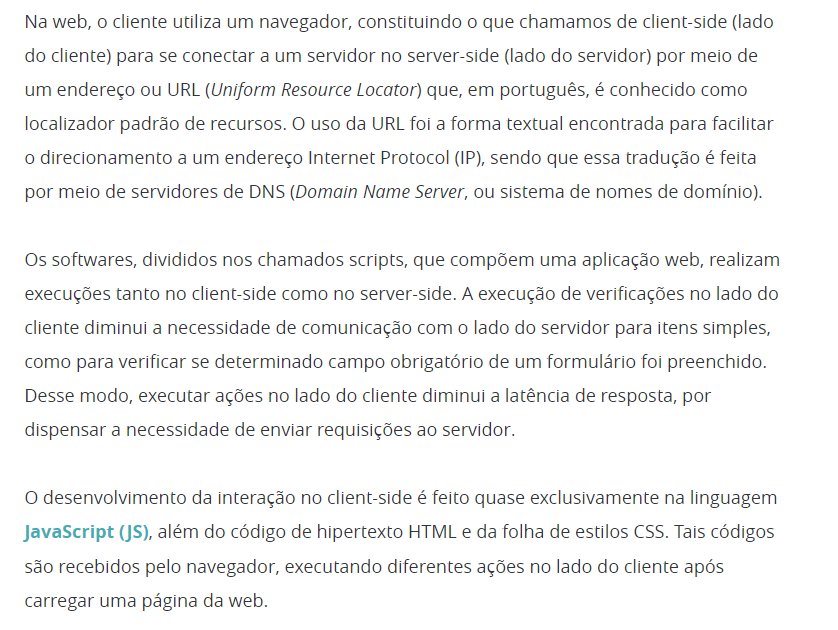 Na web, o cliente utiliza um navegador, constituindo o que chamamos de client-side (lado
do cliente) para se conectar a um servidor no server-side (lado do servidor) por meio de
um endereço ou URL (Uniform Resource Locator) que, em português, é conhecido como
localizador padrão de recursos. O uso da URL foi a forma textual encontrada para facilitar
o direcionamento a um endereço Internet Protocol (IP), sendo que essa tradução é feita
por meio de servidores de DNS (Domain Name Server, ou sistema de nomes de domínio).
Os softwares, divididos nos chamados scripts, que compõem uma aplicação web, realizam
execuções tanto no client-side como no server-side. A execução de verificações no lado do
cliente diminui a necessidade de comunicação com o lado do servidor para itens simples,
como para verificar se determinado campo obrigatório de um formulário foi preenchido.
Desse modo, executar ações no lado do cliente diminui a latência de resposta, por
dispensar a necessidade de enviar requisições ao servidor.
O desenvolvimento da interação no client-side é feito quase exclusivamente na linguagem
JavaScript (JS), além do código de hipertexto HTML e da folha de estilos CSS. Tais códigos
são recebidos pelo navegador, executando diferentes ações no lado do cliente após
carregar uma página da web.